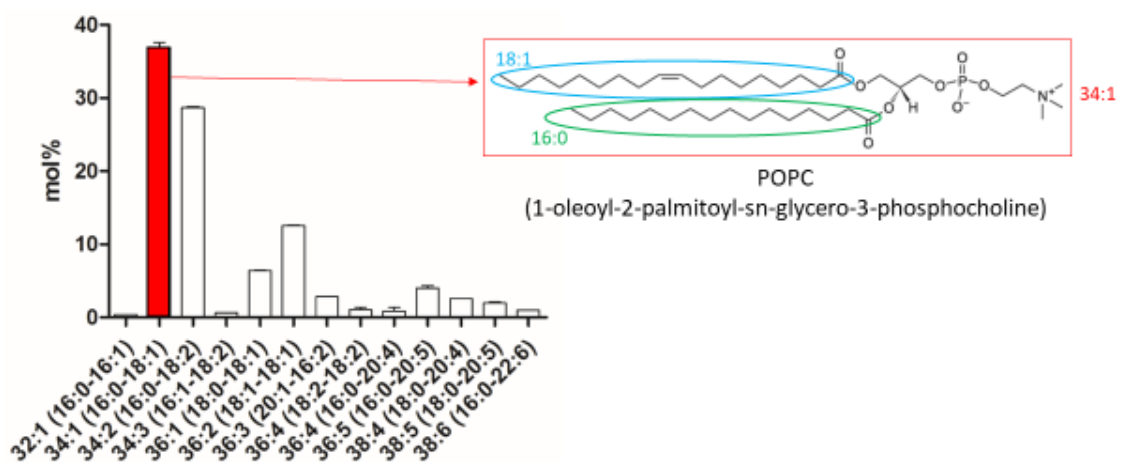 mol%
40
30
20
10
0
32:1 (16:0-16:1)
34:1 (16:0-18:1)
34:2 (16:0-18:2)
34:3 (16:1-18:2)
36:1 (18:0-18:1)
36:2 (18:1-18:1)
36:3 (20:1-16:2)
36:4 (18:2-18:2)
36:4 (16:0-20:4)
36:5 (16:0-20:5)
38:4 (18:0-20:4)
38:5 (18:0-20:5)
38:6 (16:0-22:6)
18:1
16:0
O
O
O
H
O
O
O
P
O⁻
O
N⁺
34:1
POPC
(1-oleoyl-2-palmitoyl-sn-glycero-3-phosphocholine)